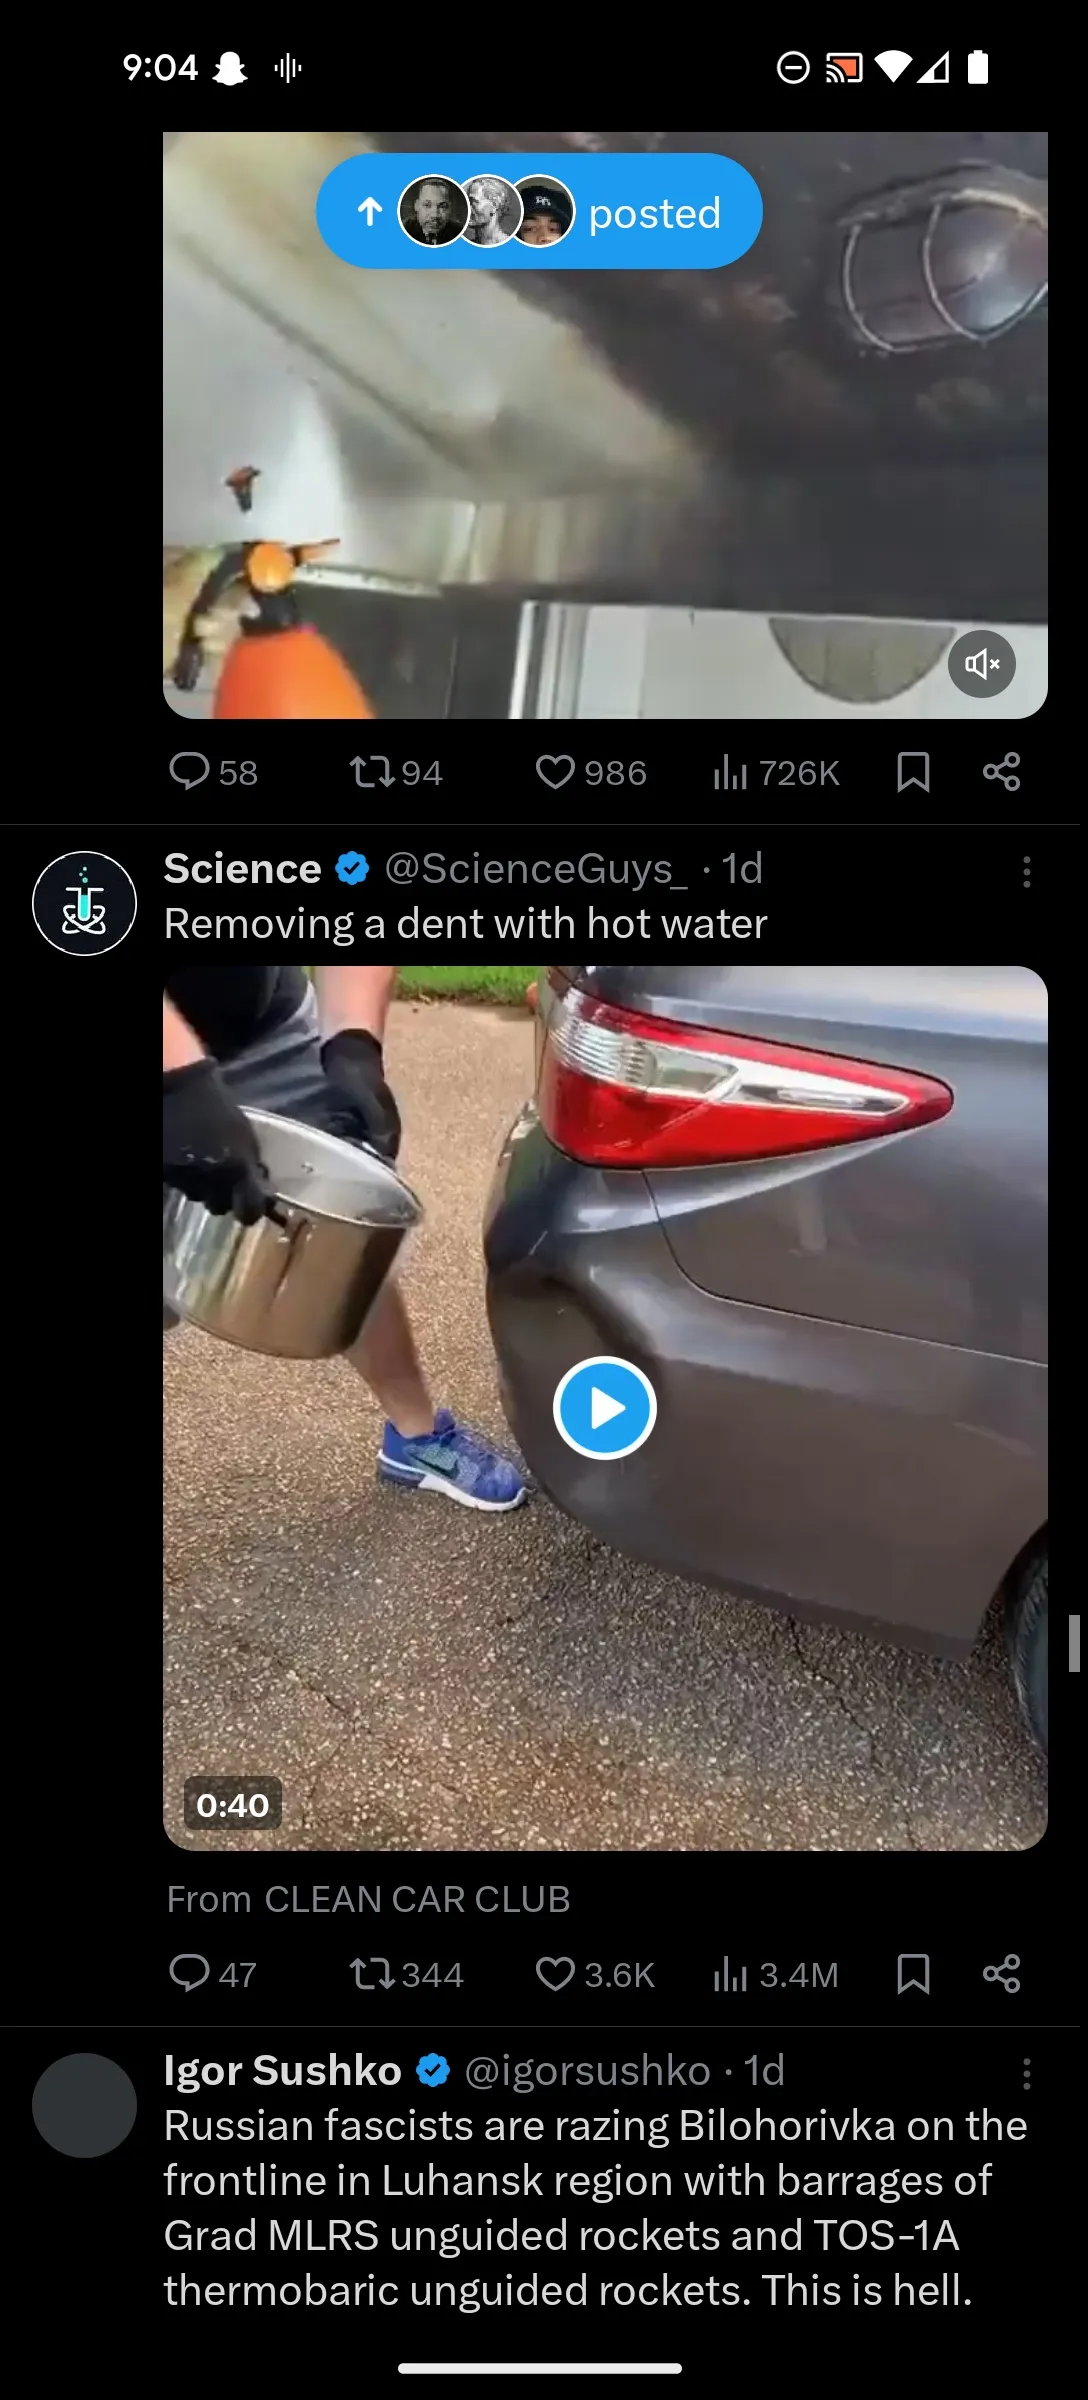 9:04
posted
58 94 986 726K
Science @ScienceGuys_ · 1d
Removing a dent with hot water
0:40
From CLEAN CAR CLUB
47 344 3.6K 3.4M
Igor Sushko @igorsushko · 1d
Russian fascists are razing Bilohorivka on the
frontline in Luhansk region with barrages of
Grad MLRS unguided rockets and TOS-1A
thermobaric unguided rockets. This is hell.